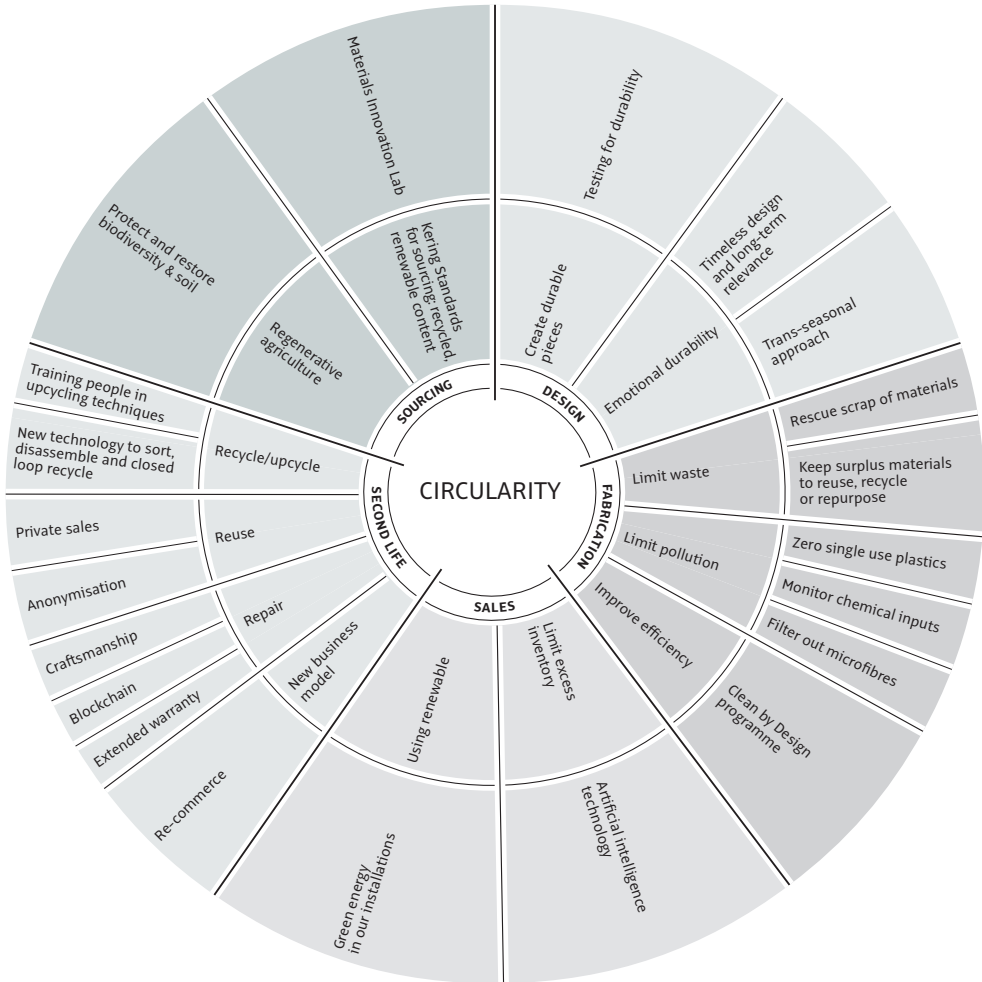 CIRCULARITY
DESIGN
Create durable
pieces
Testing for durability
Emotional durability
Timeless design
and long-term
relevance
Trans-seasonal
approach
FABRICATION
Limit waste
Rescue scrap of materials
Keep surplus materials
to reuse, recycle
or repurpose
Limit pollution
Zero single use plastics
Monitor chemical inputs
Filter out microfibres
Improve efficiency
Clean by Design
programme
SALES
Limit excess
inventory
Artificial intelligence
technology
Using renewable
Green energy
in our installations
SECOND LIFE
New business
model
Re-commerce
Repair
Extended warranty
Blockchain
Craftsmanship
Reuse
Anonymisation
Private sales
Recycle/upcycle
New technology to sort,
disassemble and closed
loop recycle
Training people in
upcycling techniques
SOURCING
Regenerative
agriculture
Protect and restore
biodiversity & soil
Kering Standards
for sourcing: recycled,
renewable content
Materials Innovation Lab